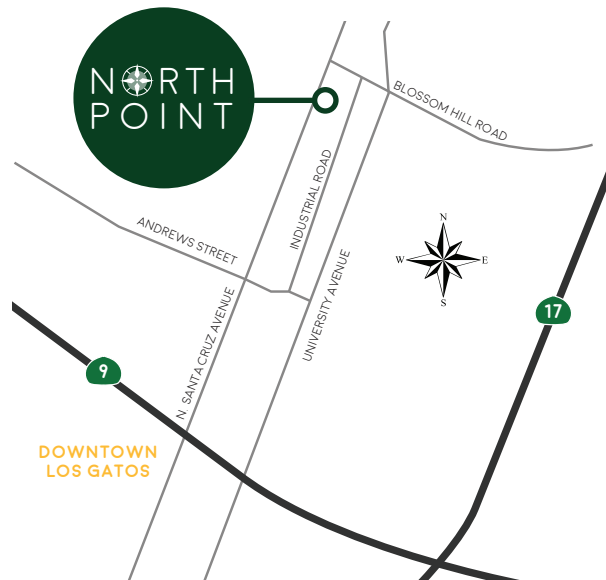 NORTH
POINT
BLOSSOM HILL ROAD
INDUSTRIAL ROAD
ANDREWS STREET
N
W E
S
UNIVERSITY AVENUE
N. SANTA CRUZ AVENUE
17
9
DOWNTOWN
LOS GATOS